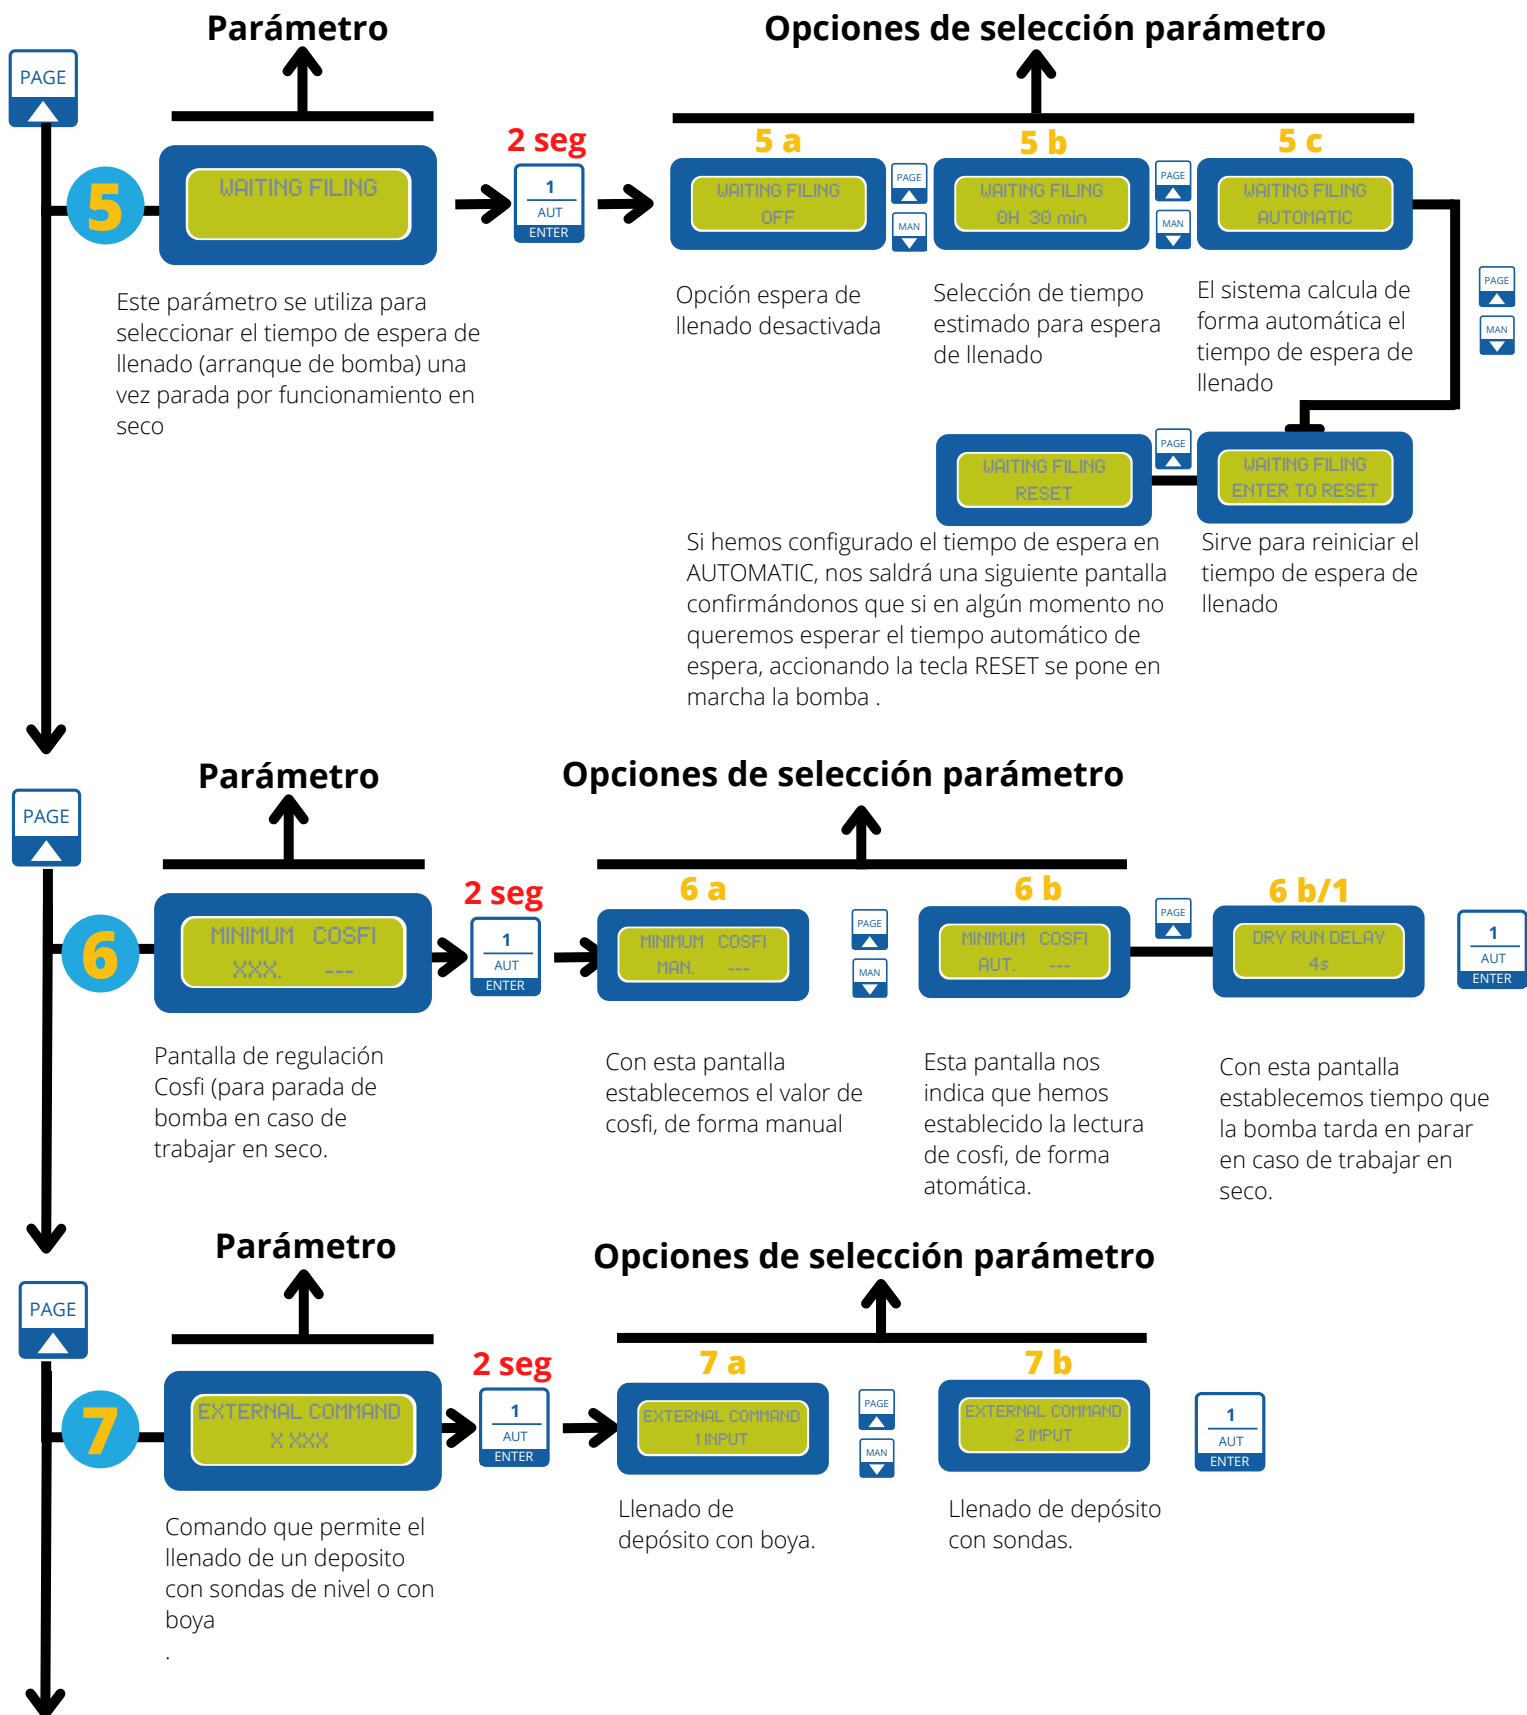 Parámetro
Opciones de selección parámetro
PAGE
2 seg
5 a
5 b
5 c
5
WAITING FILING
1
AUT
ENTER
WAITING FILING
OFF
PAGE
MAN
WAITING FILING
0H 30 min
PAGE
MAN
WAITING FILING
AUTOMATIC
PAGE
MAN
Este parámetro se utiliza para
seleccionar el tiempo de espera de
llenado (arranque de bomba) una
vez parada por funcionamiento en
seco
Opción espera de
llenado desactivada
Selección de tiempo
estimado para espera
de llenado
El sistema calcula de
forma automática el
tiempo de espera de
llenado
WAITING FILING
RESET
PAGE
WAITING FILING
ENTER TO RESET
Si hemos configurado el tiempo de espera en
AUTOMATIC, nos saldrá una siguiente pantalla
confirmándonos que si en algún momento no
queremos esperar el tiempo automático de
espera, accionando la tecla RESET se pone en
marcha la bomba .
Sirve para reiniciar el
tiempo de espera de
llenado
Parámetro
Opciones de selección parámetro
PAGE
2 seg
6 a
6 b
6 b/1
6
MINIMUM COSFI
XXX. ---
1
AUT
ENTER
MINIMUM COSFI
MAN. ---
PAGE
MAN
MINIMUM COSFI
AUT. ---
PAGE
DRY RUN DELAY
4s
1
AUT
ENTER
Pantalla de regulación
Cosfi (para parada de
bomba en caso de
trabajar en seco.
Con esta pantalla
establecemos el valor de
cosfi, de forma manual
Esta pantalla nos
indica que hemos
establecido la lectura
de cosfi, de forma
atomática.
Con esta pantalla
establecemos tiempo que
la bomba tarda en parar
en caso de trabajar en
seco.
Parámetro
Opciones de selección parámetro
PAGE
2 seg
7 a
7 b
7
EXTERNAL COMMAND
X XXX
1
AUT
ENTER
EXTERNAL COMMAND
1 INPUT
PAGE
MAN
EXTERNAL COMMAND
2 IMPUT
1
AUT
ENTER
Comando que permite el
llenado de un deposito
con sondas de nivel o con
boya
.
Llenado de
depósito con boya.
Llenado de depósito
con sondas.